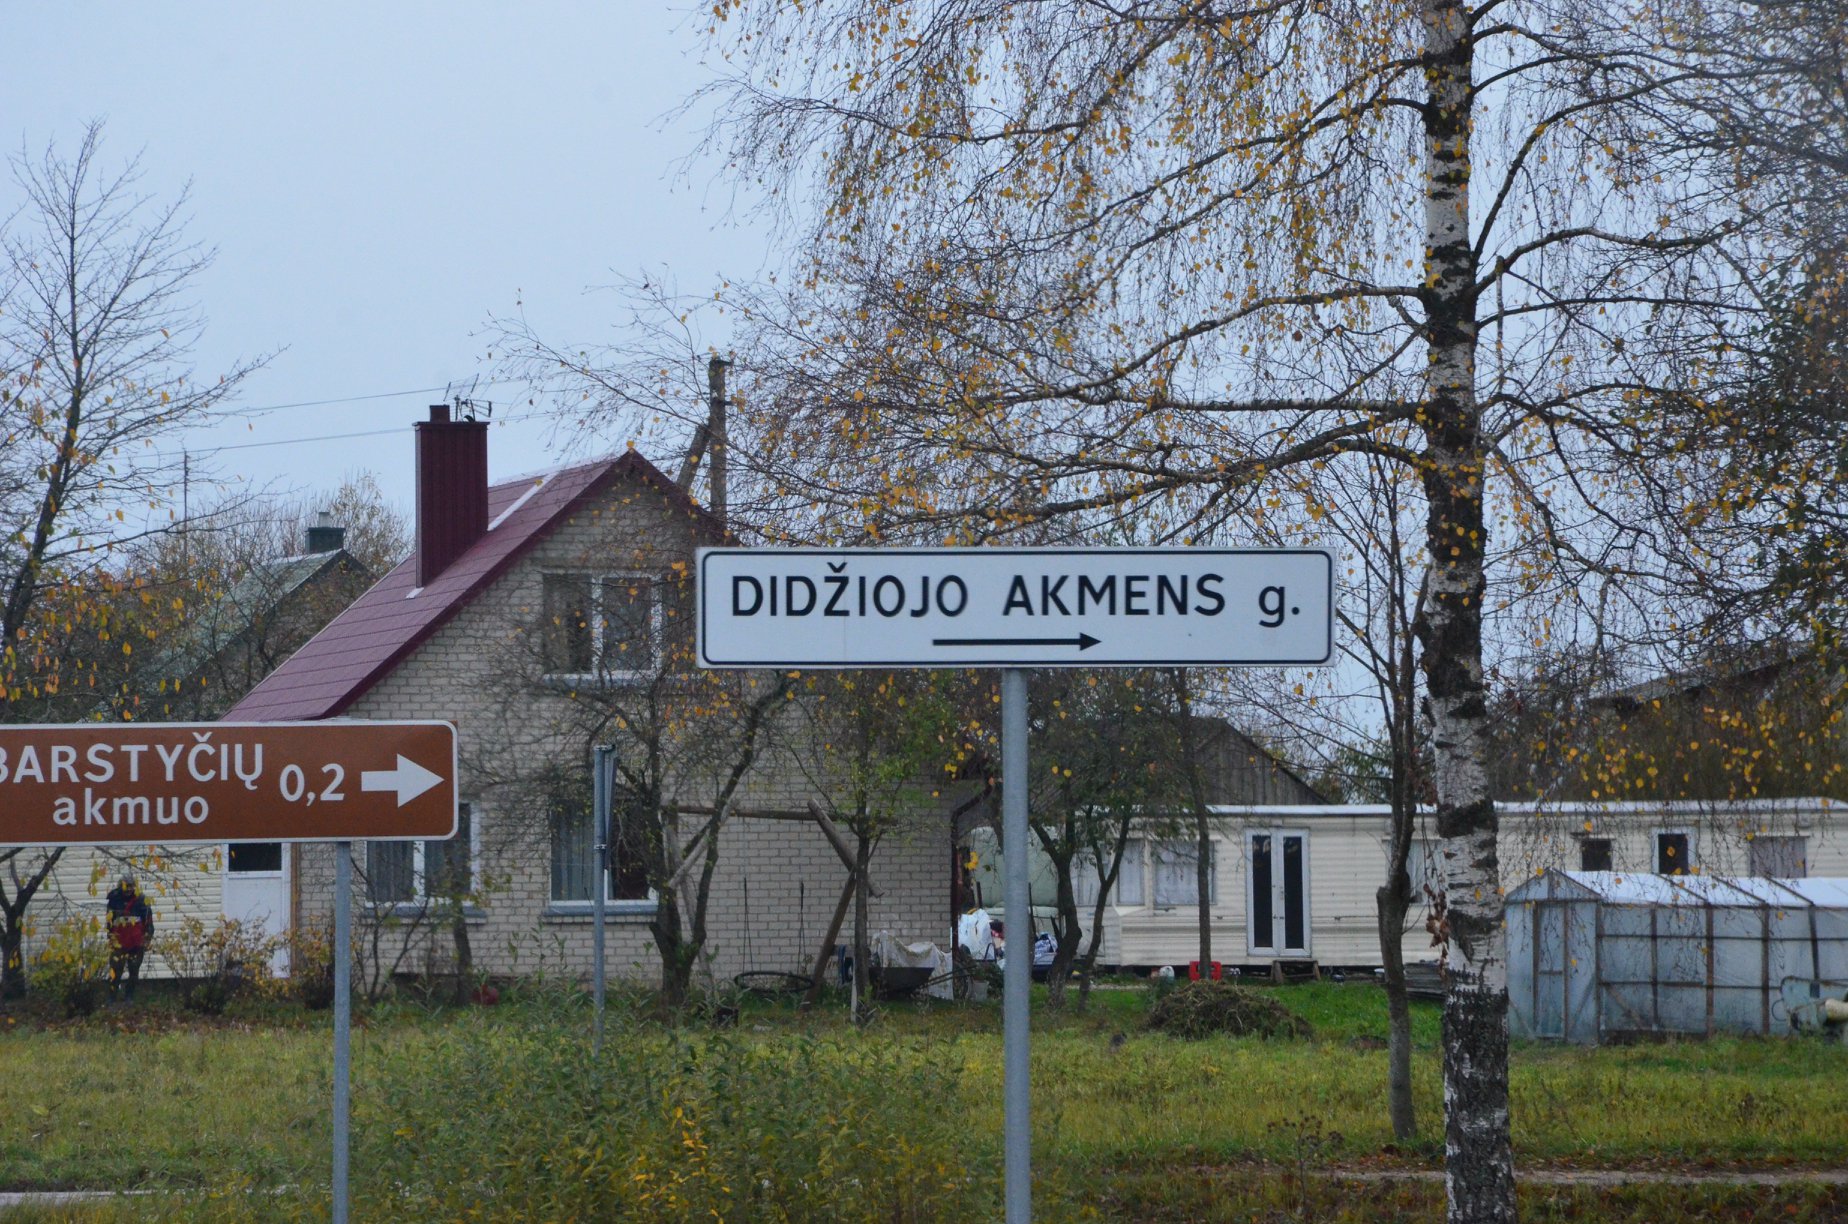 DIDŽIOJO AKMENS g.
BARSTYČIŲ 0,2
akmuo